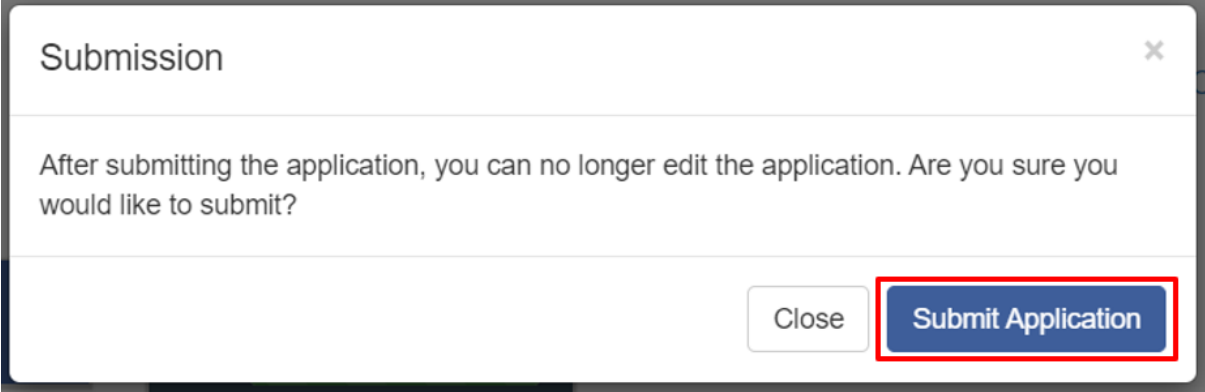 Submission
×
After submitting the application, you can no longer edit the application. Are you sure you
would like to submit?
Close
Submit Application